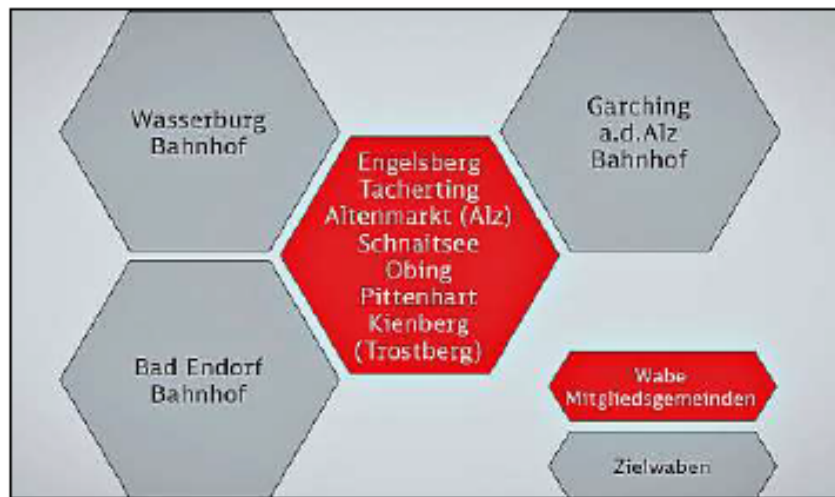 Wasserburg
Bahnhof
Garching
a.d.Alz
Bahnhof
Engelsberg
Tacherting
Altenmarkt (Alz)
Schnaitsee
Obing
Pittenhart
Kienberg
(Trostberg)
Bad Endorf
Bahnhof
Wabe
Mitgliedsgemeinden
Zielwaben